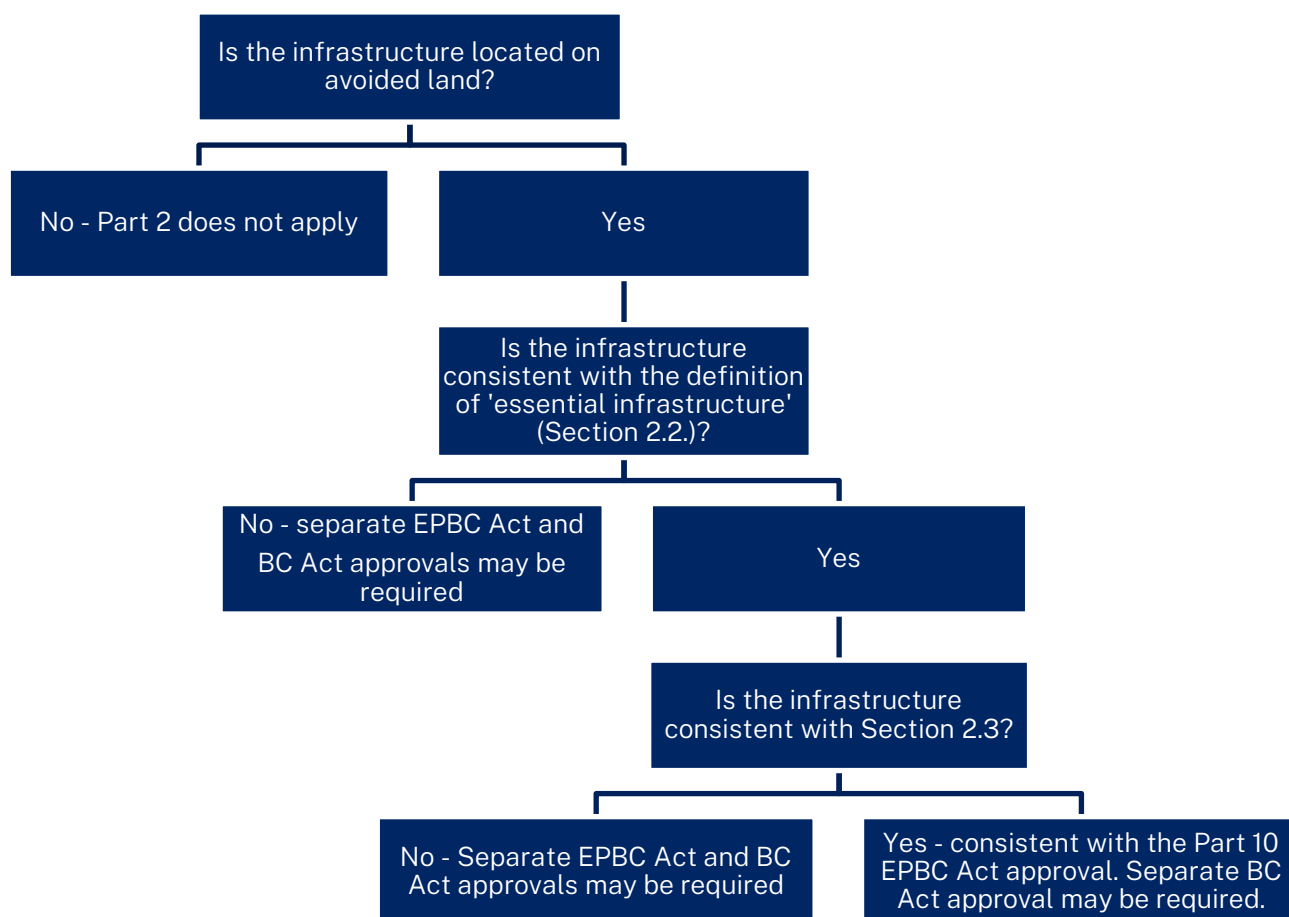 Is the infrastructure located on
avoided land?
No - Part 2 does not apply
Yes
Is the infrastructure
consistent with the definition
of 'essential infrastructure'
(Section 2.2.)?
No - separate EPBC Act and
BC Act approvals may be
required
Yes
Is the infrastructure
consistent with Section 2.3?
No - Separate EPBC Act and BC
Act approvals may be required
Yes - consistent with the Part 10
EPBC Act approval. Separate BC
Act approval may be required.